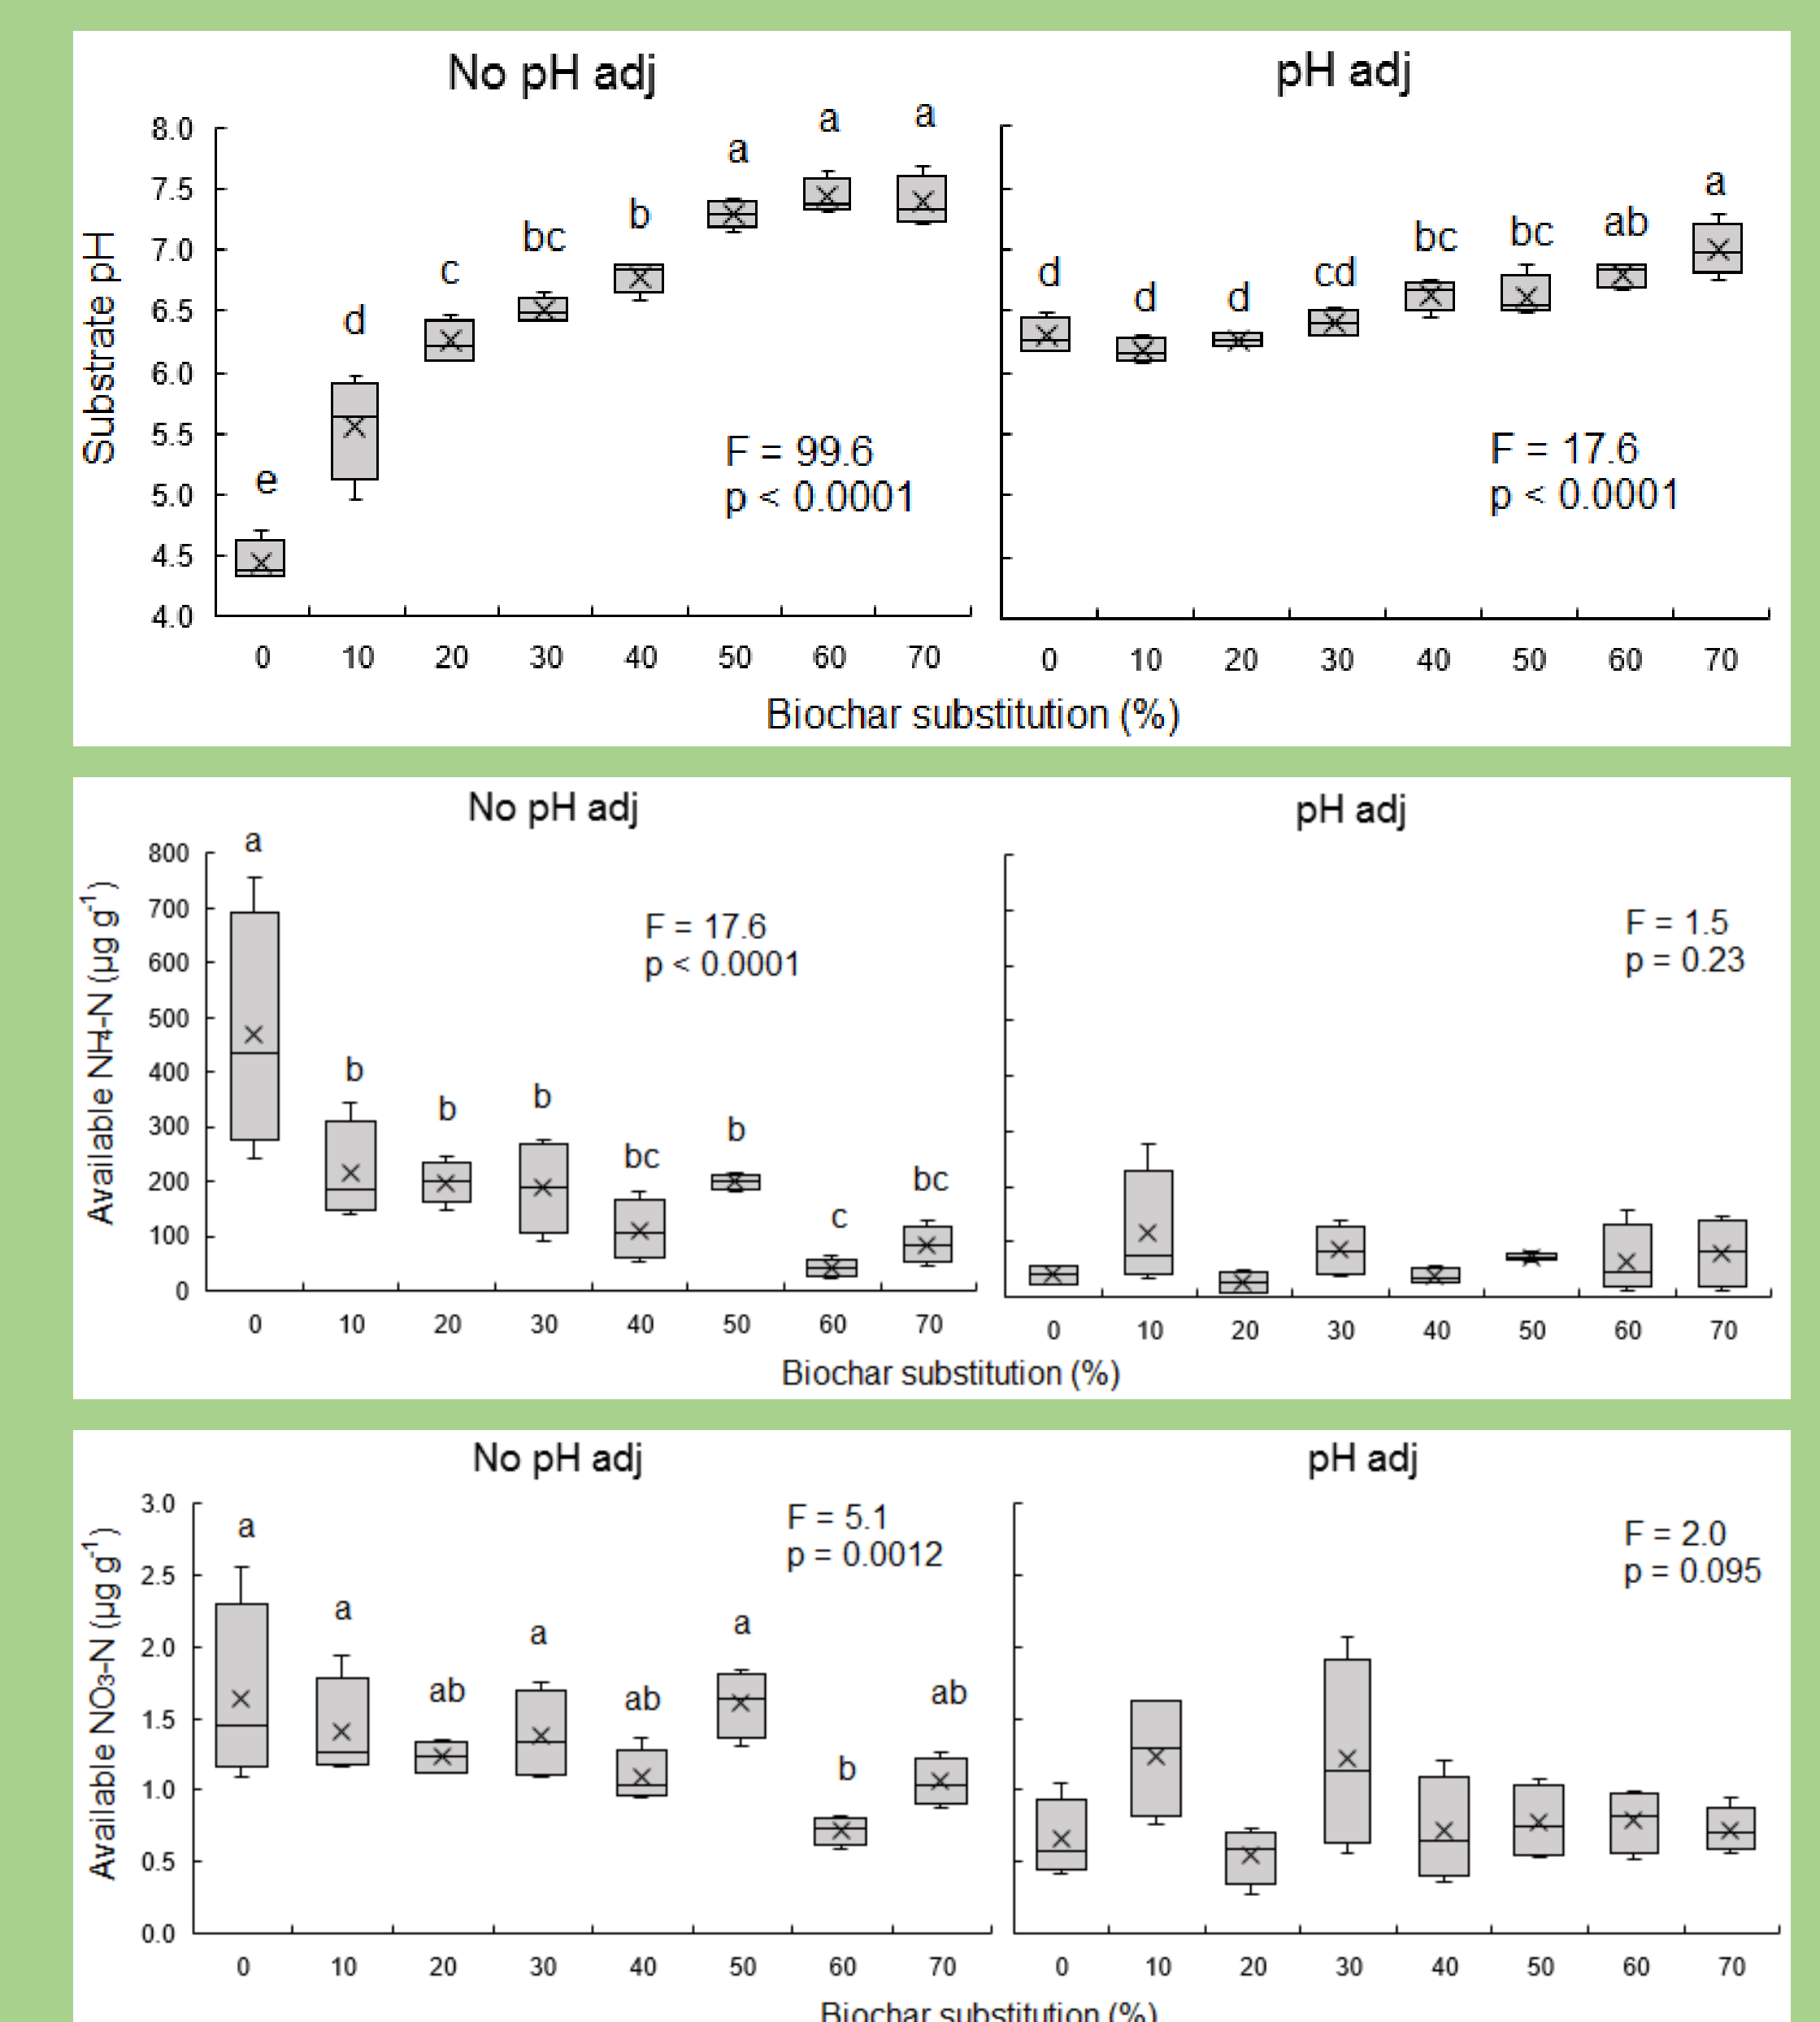 No pH adj
pH adj
Substrate pH
8.0
7.5
7.0
6.5
6.0
5.5
5.0
4.5
4.0
e
d
c
bc
b
a
a
a
F = 99.6
p < 0.0001
d
d
d
cd
bc
bc
ab
a
F = 17.6
p < 0.0001
0 10 20 30 40 50 60 70
0 10 20 30 40 50 60 70
Biochar substitution (%)
No pH adj
pH adj
Available NH4-N (µg g-1)
800
700
600
500
400
300
200
100
0
a
b
b
b
bc
b
c
bc
F = 17.6
p < 0.0001
F = 1.5
p = 0.23
0 10 20 30 40 50 60 70
0 10 20 30 40 50 60 70
Biochar substitution (%)
No pH adj
pH adj
Available NO3-N (µg g-1)
3.0
2.5
2.0
1.5
1.0
0.5
0.0
a
a
ab
a
ab
a
b
ab
F = 5.1
p = 0.0012
F = 2.0
p = 0.095
0 10 20 30 40 50 60 70
0 10 20 30 40 50 60 70
Biochar substitution (%)